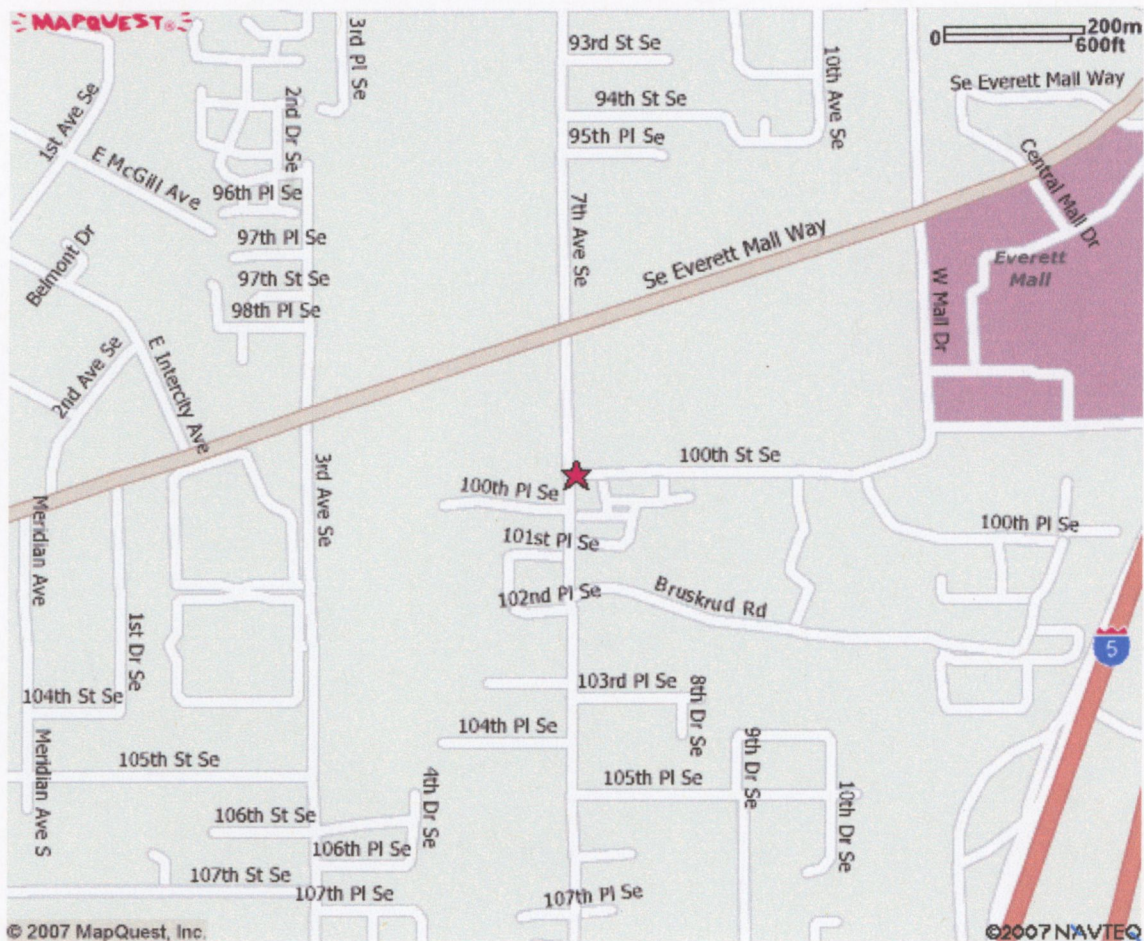 MAPQUEST
3rd Pl Se
93rd St Se
10th Ave Se
0
200m
600ft
Se Everett Mall Way
1st Ave Se
2nd Dr Se
94th St Se
95th Pl Se
E McGill Ave
96th Pl Se
Central Mall Dr
7th Ave Se
97th Pl Se
Belmont Dr
97th St Se
Se Everett Mall Way
Everett
Mall
98th Pl Se
W Mall Dr
2nd Ave Se
E Intercity Ave
3rd Ave Se
100th St Se
100th Pl Se
Meridian Ave
101st Pl Se
100th Pl Se
102nd Pl Se
Bruskrud Rd
1st Dr Se
5
104th St Se
103rd Pl Se
8th Dr Se
104th Pl Se
Meridian Ave S
105th St Se
9th Dr Se
105th Pl Se
4th Dr Se
10th Dr Se
106th St Se
106th Pl Se
107th St Se
107th Pl Se
107th Pl Se
© 2007 MapQuest, Inc.
©2007 NAVTEQ